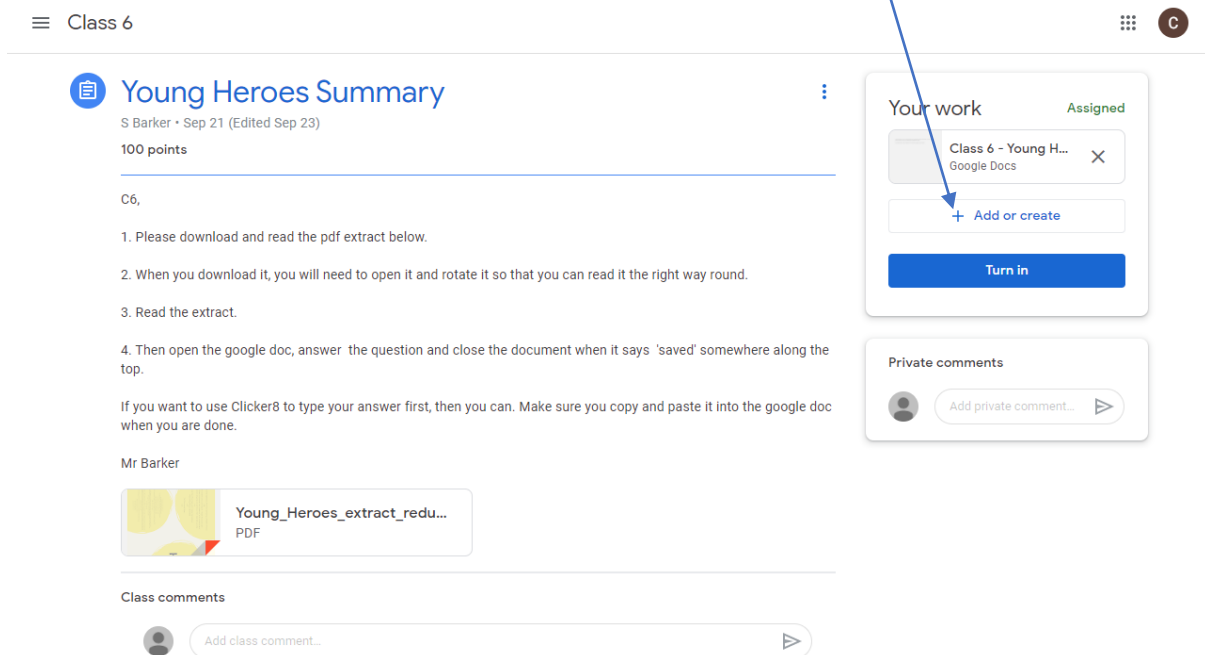 Class 6
C
Young Heroes Summary
S Barker • Sep 21 (Edited Sep 23)
100 points
C6,
1. Please download and read the pdf extract below.
2. When you download it, you will need to open it and rotate it so that you can read it the right way round.
3. Read the extract.
4. Then open the google doc, answer  the question and close the document when it says  'saved' somewhere along the
top.
If you want to use Clicker8 to type your answer first, then you can. Make sure you copy and paste it into the google doc
when you are done.
Mr Barker
Young_Heroes_extract_redu...
PDF
Class comments
Add class comment...
Your work
Assigned
Class 6 - Young H...
Google Docs
+ Add or create
Turn in
Private comments
Add private comment...